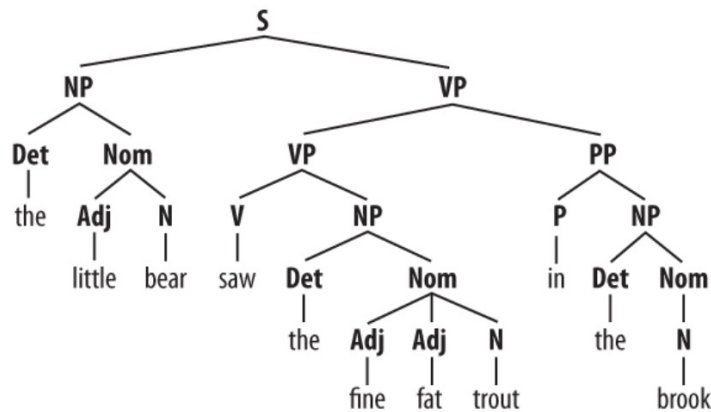 S
NP VP
Det Nom VP PP
the Adj N V NP P NP
little bear saw Det Nom in Det Nom
the Adj Adj N the N
fine fat trout brook